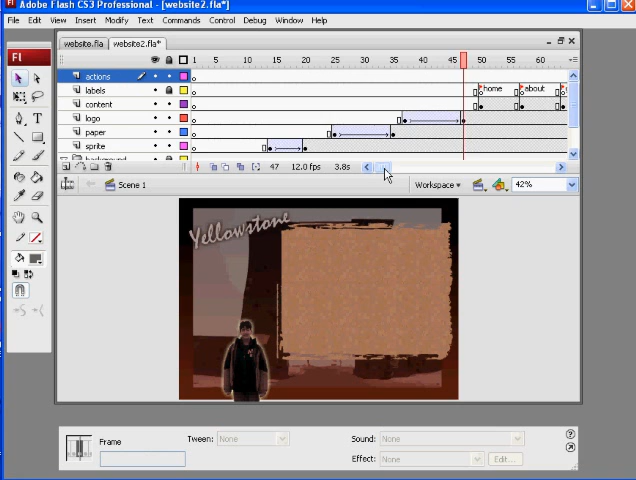 Adobe Flash CS3 Professional - [website2.fla*]
File Edit View Insert Modify Text Commands Control Debug Window Help
website.fla website2.fla*
1 5 10 15 20 25 30 35 40 45 50 55 60
actions
labels home about
content
logo
paper
sprite
background
47 12.0 fps 3.8s
Scene 1 Workspace 42%
Fl
T
Yellowstone
Frame Tween: None Sound: None
Effect: None Edit...